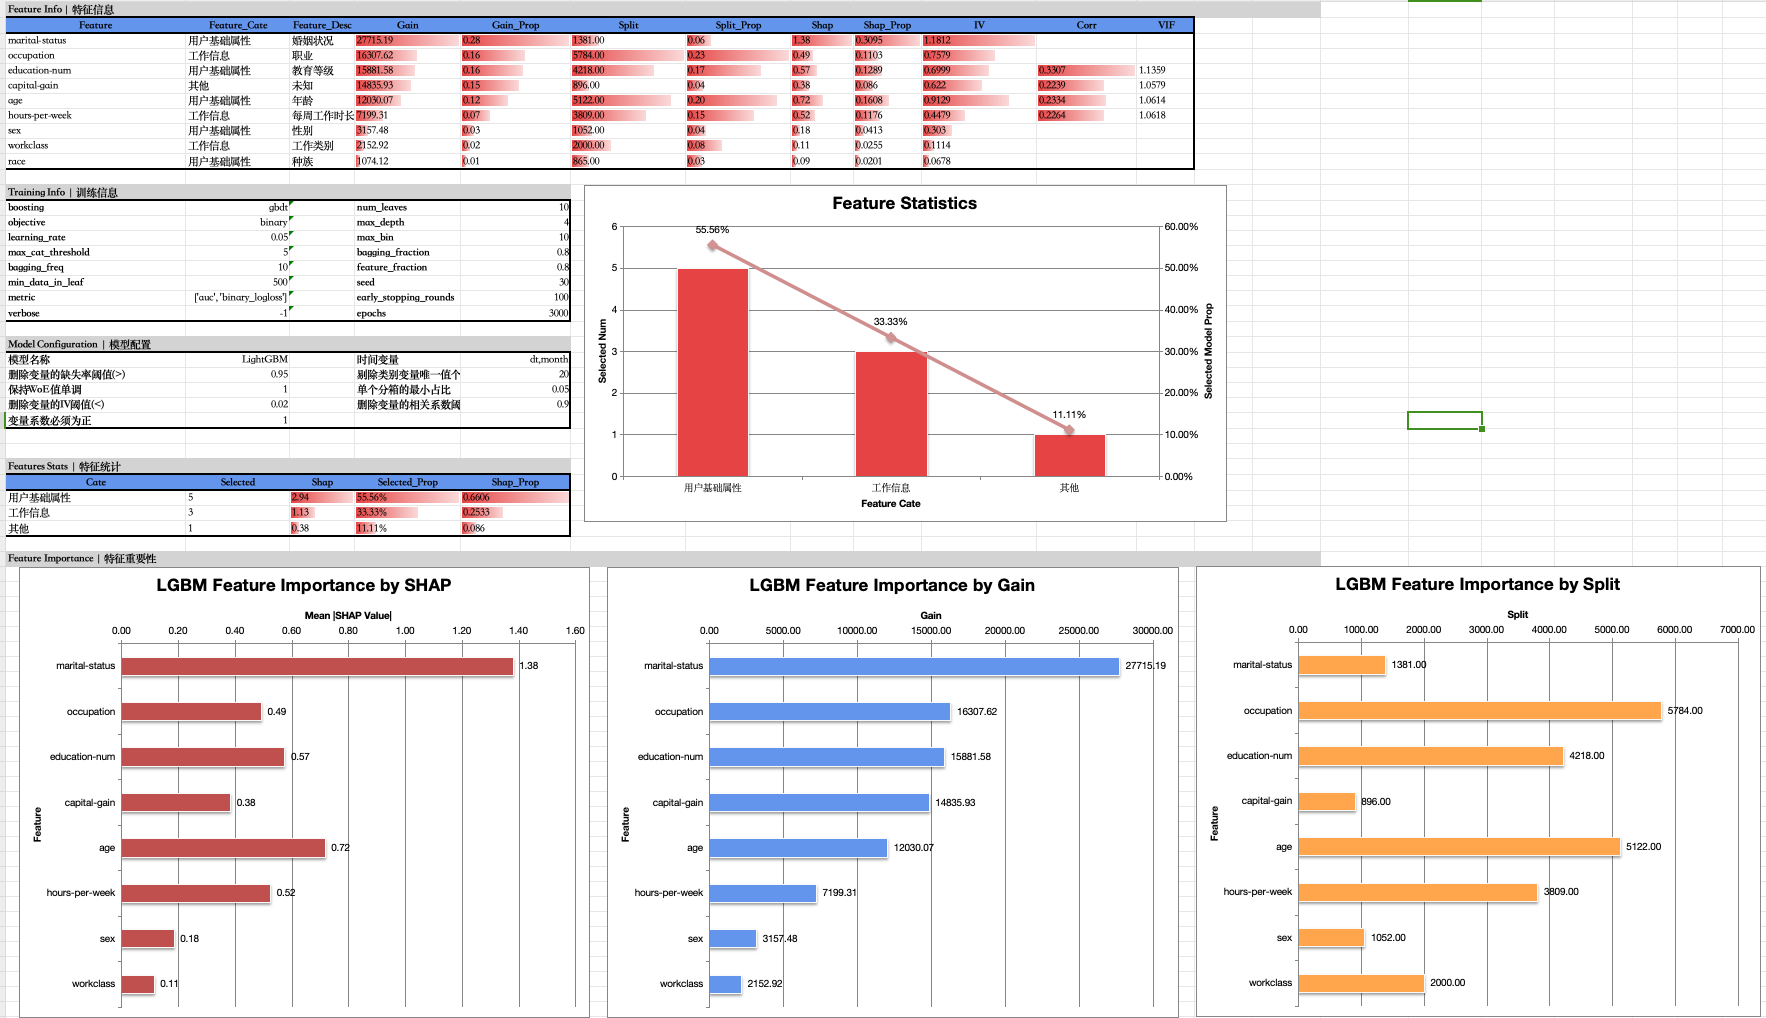 Feature Info | 特征信息
Feature Feature_Cate Feature_Desc Gain Gain_Prop Split Split_Prop Shap Shap_Prop IV Corr VIF
marital-status 用户基础属性 婚姻状况 27715.19 0.28 1381.00 0.06 1.38 0.3095 1.1812
occupation 工作信息 职业 16307.62 0.16 5784.00 0.23 0.49 0.1103 0.7579
education-num 用户基础属性 教育等级 15881.58 0.16 4218.00 0.17 0.57 0.1289 0.6999 0.3307 1.1359
capital-gain 其他 未知 14835.93 0.15 896.00 0.04 0.38 0.086 0.622 0.2239 1.0579
age 用户基础属性 年龄 12030.07 0.12 5122.00 0.20 0.72 0.1608 0.9129 0.2334 1.0614
hours-per-week 工作信息 每周工作时长 7199.31 0.07 3809.00 0.15 0.52 0.1176 0.4479 0.2264 1.0618
sex 用户基础属性 性别 3157.48 0.03 1052.00 0.04 0.18 0.0413 0.303
workclass 工作信息 工作类别 2152.92 0.02 2000.00 0.08 0.11 0.0255 0.1114
race 用户基础属性 种族 1074.12 0.01 865.00 0.03 0.09 0.0201 0.0678
Training Info | 训练信息
boosting gbdt num_leaves 10
objective binary max_depth 4
learning_rate 0.05 max_bin 10
max_cat_threshold 5 bagging_fraction 0.8
bagging_freq 10 feature_fraction 0.8
min_data_in_leaf 500 seed 30
metric ['auc', 'binary_logloss'] early_stopping_rounds 100
verbose -1 epochs 3000
Model Configuration | 模型配置
模型名称 LightGBM 时间变量 dt,month
删除变量的缺失率阈值(>) 0.95 剔除类别变量唯一值个 20
保持WoE值单调 1 单个分箱的最小占比 0.05
删除变量的IV阈值(<) 0.02 删除变量的相关系数阈 0.9
变量系数必须为正 1
Features Stats | 特征统计
Cate Selected Shap Selected_Prop Shap_Prop
用户基础属性 5 2.94 55.56% 0.6606
工作信息 3 1.13 33.33% 0.2533
其他 1 0.38 11.11% 0.086
Feature Statistics
6 55.56% 60.00%
5 50.00%
4 40.00%
33.33%
3 30.00%
2 20.00%
11.11%
1 10.00%
0 0.00%
Selected Num
Selected Model Prop
用户基础属性 工作信息 其他
Feature Cate
Feature Importance | 特征重要性
LGBM Feature Importance by SHAP
Mean |SHAP Value|
0.00 0.20 0.40 0.60 0.80 1.00 1.20 1.40 1.60
marital-status 1.38
occupation 0.49
education-num 0.57
capital-gain 0.38
Feature
age 0.72
hours-per-week 0.52
sex 0.18
workclass 0.11
LGBM Feature Importance by Gain
Gain
0.00 5000.00 10000.00 15000.00 20000.00 25000.00 30000.00
marital-status 27715.19
occupation 16307.62
education-num 15881.58
capital-gain 14835.93
Feature
age 12030.07
hours-per-week 7199.31
sex 3157.48
workclass 2152.92
LGBM Feature Importance by Split
Split
0.00 1000.00 2000.00 3000.00 4000.00 5000.00 6000.00 7000.00
marital-status 1381.00
occupation 5784.00
education-num 4218.00
capital-gain 896.00
Feature
age 5122.00
hours-per-week 3809.00
sex 1052.00
workclass 2000.00